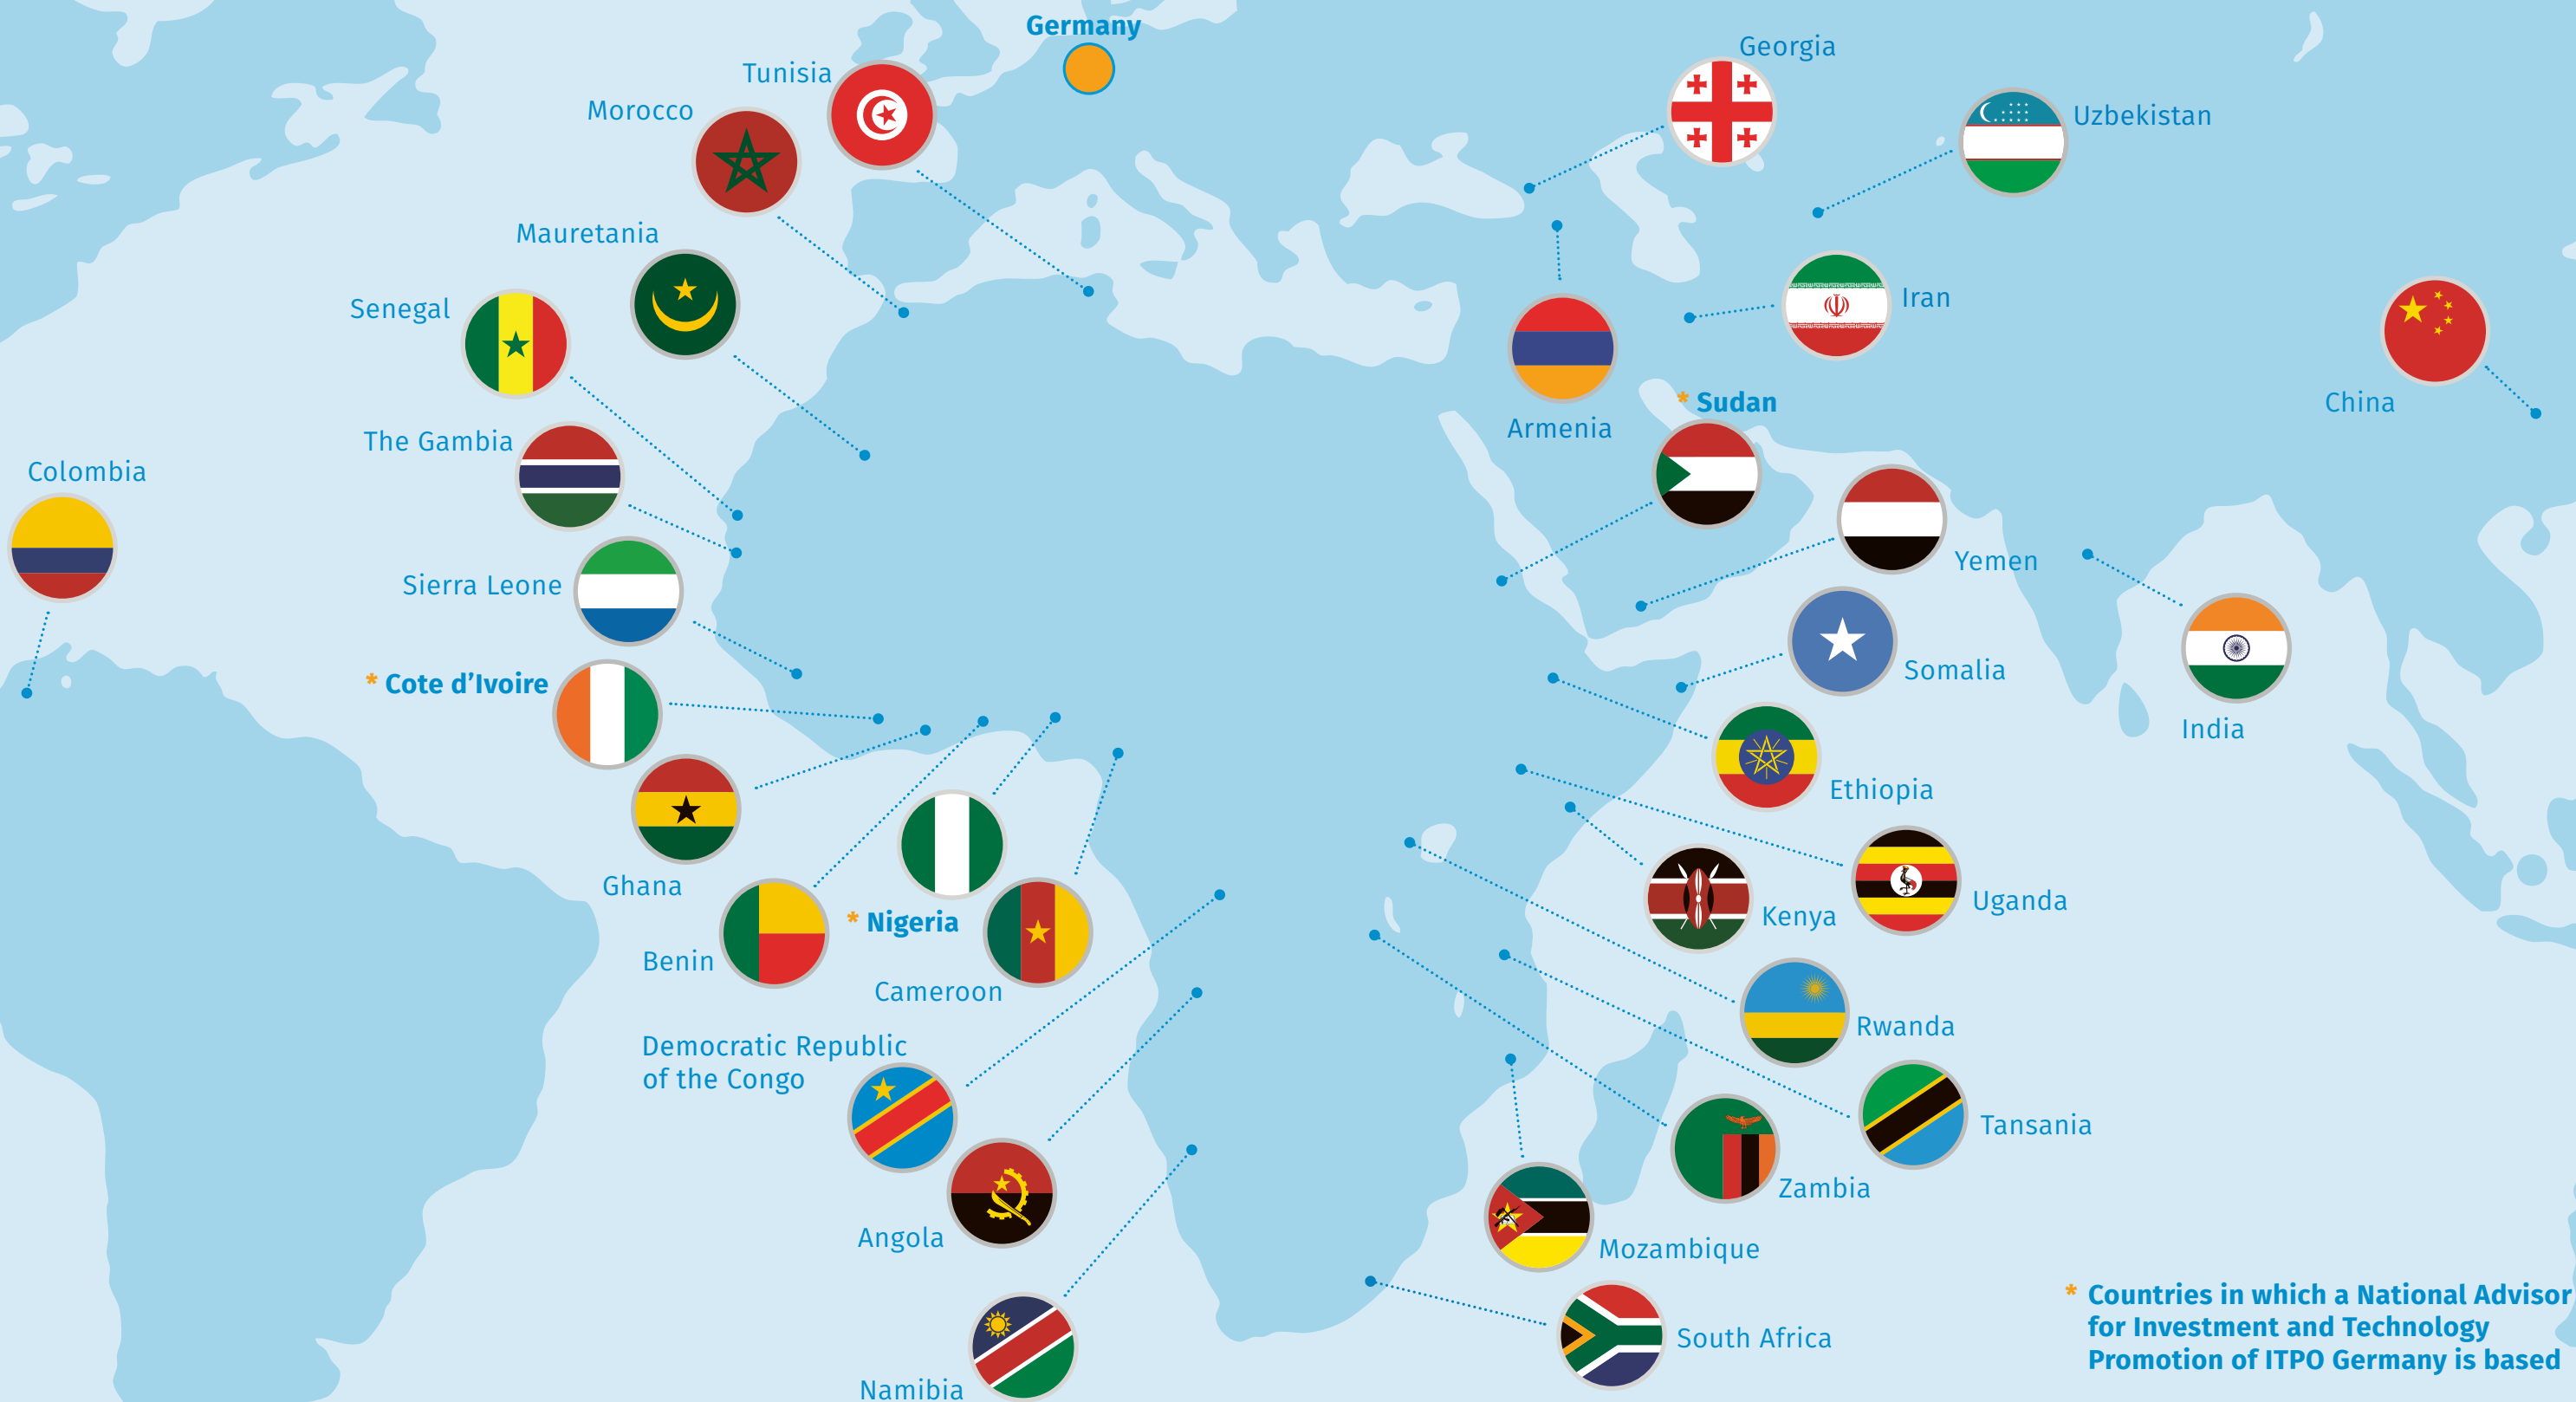 Germany
Georgia
Tunisia
Morocco
Uzbekistan
Mauretania
Senegal
Iran
* Sudan
China
Armenia
The Gambia
Colombia
Yemen
Sierra Leone
Somalia
* Cote d’Ivoire
India
Ethiopia
Ghana
Uganda
Kenya
* Nigeria
Benin
Cameroon
Rwanda
Democratic Republic
of the Congo
Tansania
Zambia
Angola
Mozambique
* Countries in which a National Advisor
for Investment and Technology
Promotion of ITPO Germany is based
South Africa
Namibia